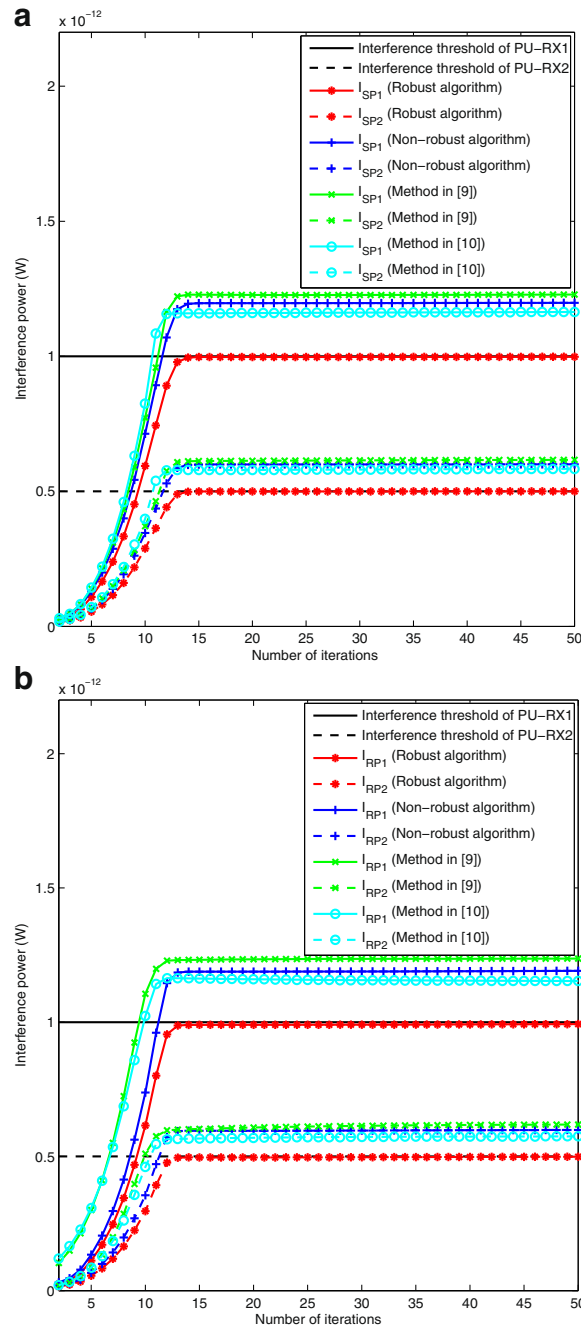 a
x 10⁻¹²
Interference threshold of PU−RX1
Interference threshold of PU−RX2
I_SP1 (Robust algorithm)
I_SP2 (Robust algorithm)
I_SP1 (Non−robust algorithm)
I_SP2 (Non−robust algorithm)
I_SP1 (Method in [9])
I_SP2 (Method in [9])
I_SP1 (Method in [10])
I_SP2 (Method in [10])
2
1.5
1
0.5
0
Interference power (W)
5 10 15 20 25 30 35 40 45 50
Number of iterations
b
x 10⁻¹²
Interference threshold of PU−RX1
Interference threshold of PU−RX2
I_RP1 (Robust algorithm)
I_RP2 (Robust algorithm)
I_RP1 (Non−robust algorithm)
I_RP2 (Non−robust algorithm)
I_RP1 (Method in [9])
I_RP2 (Method in [9])
I_RP1 (Method in [10])
I_RP2 (Method in [10])
2
1.5
1
0.5
0
Interference power (W)
5 10 15 20 25 30 35 40 45 50
Number of iterations